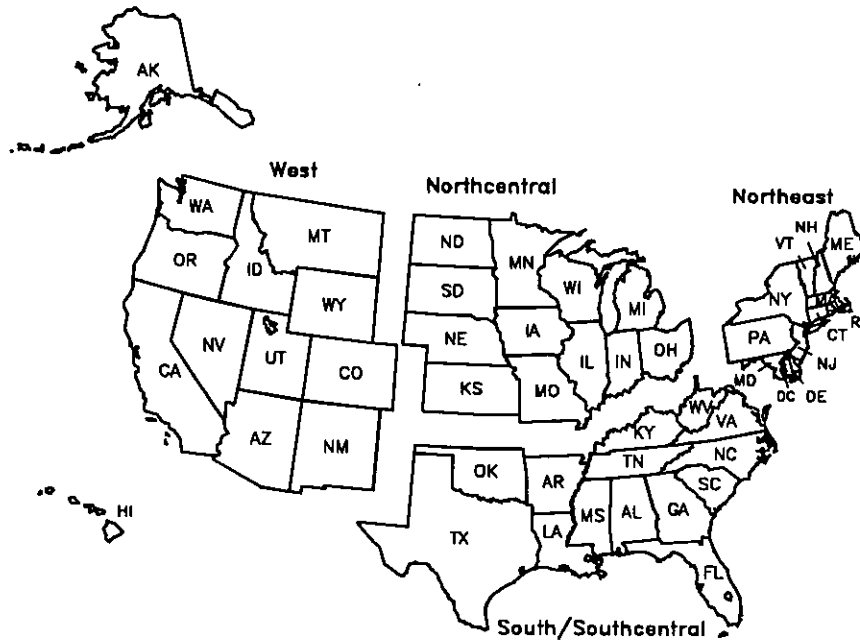 AK
West
Northcentral
Northeast
WA
MT
ND
MN
NH
VT
ME
OR
ID
WI
NY
WY
SD
MI
R
CT
NV
UT
NE
IA
IL
IN
OH
PA
NJ
CA
CO
KS
MO
MD
DC
DE
WV
VA
KY
AZ
NM
TN
NC
OK
AR
SC
HI
MS
AL
GA
TX
LA
FL
South/Southcentral